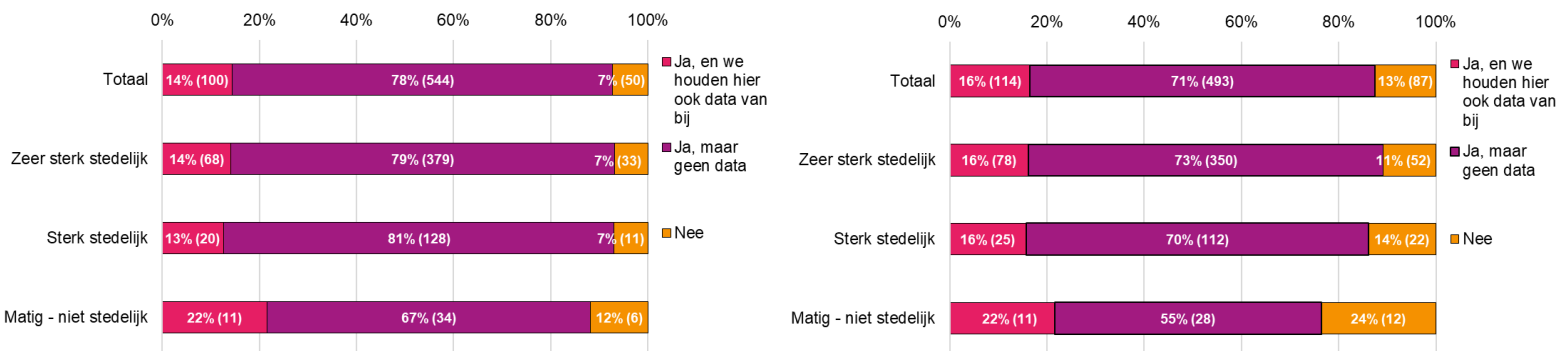 0% 20% 40% 60% 80% 100%
Totaal 14% (100) 78% (544) 7% (50)
Zeer sterk stedelijk 14% (68) 79% (379) 7% (33)
Sterk stedelijk 13% (20) 81% (128) 7% (11)
Matig - niet stedelijk 22% (11) 67% (34) 12% (6)
Ja, en we
houden hier
ook data van
bij
Ja, maar
geen data
Nee
0% 20% 40% 60% 80% 100%
Totaal 16% (114) 71% (493) 13% (87)
Zeer sterk stedelijk 16% (78) 73% (350) 11% (52)
Sterk stedelijk 16% (25) 70% (112) 14% (22)
Matig - niet stedelijk 22% (11) 55% (28) 24% (12)
Ja, en we
houden hier
ook data van
bij
Ja, maar
geen data
Nee